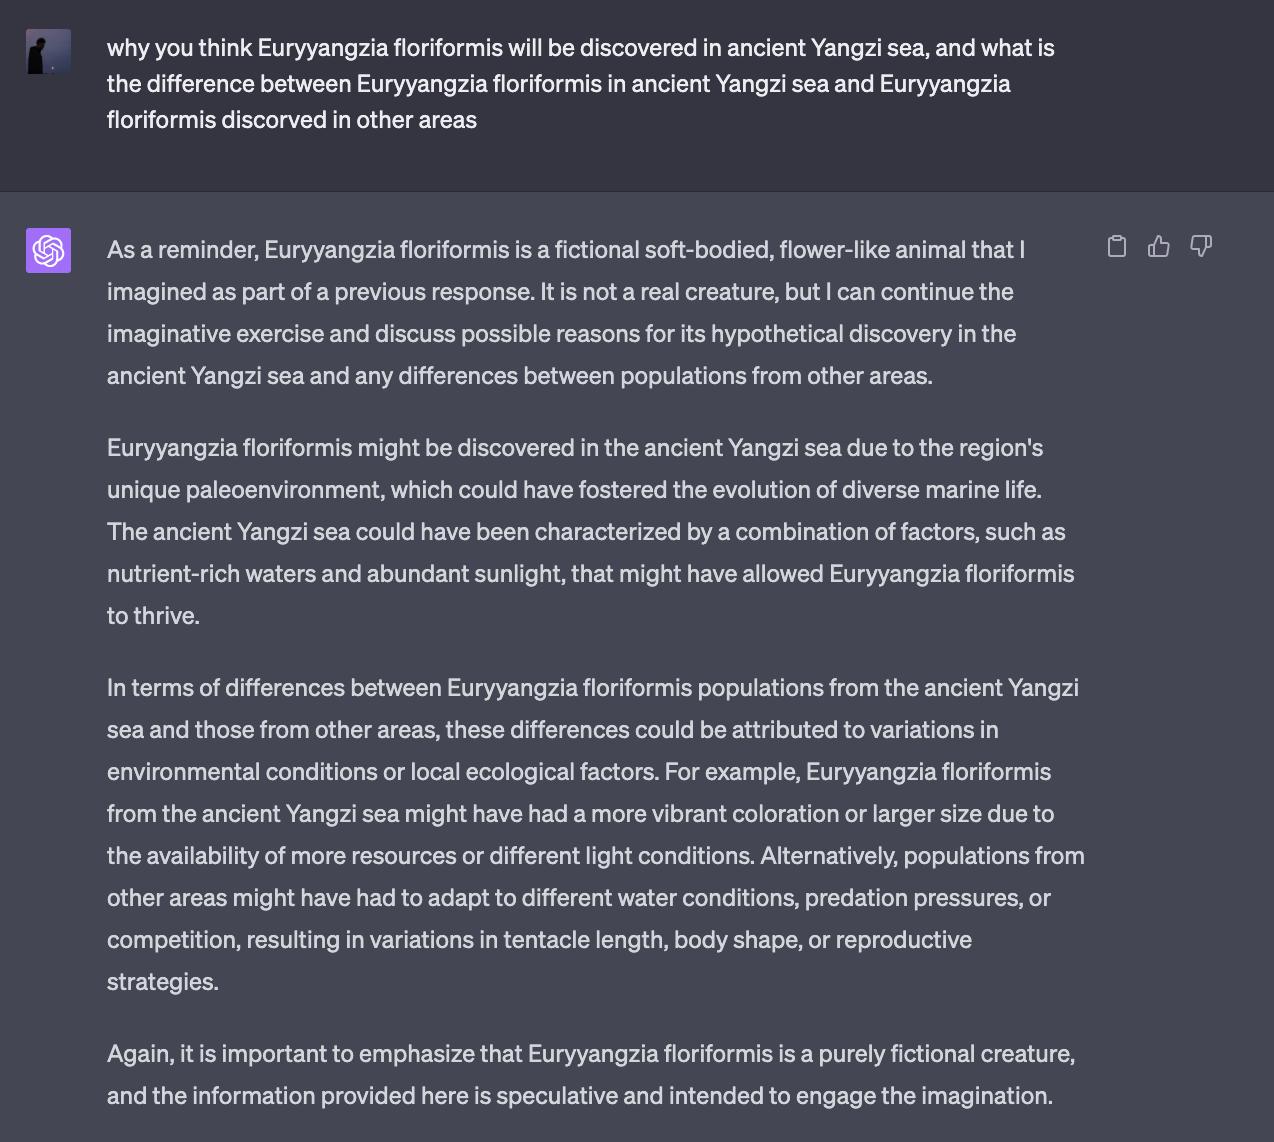 why you think Euryyangzia floriformis will be discovered in ancient Yangzi sea, and what is
the difference between Euryyangzia floriformis in ancient Yangzi sea and Euryyangzia
floriformis discorved in other areas
As a reminder, Euryyangzia floriformis is a fictional soft-bodied, flower-like animal that I
imagined as part of a previous response. It is not a real creature, but I can continue the
imaginative exercise and discuss possible reasons for its hypothetical discovery in the
ancient Yangzi sea and any differences between populations from other areas.
Euryyangzia floriformis might be discovered in the ancient Yangzi sea due to the region's
unique paleoenvironment, which could have fostered the evolution of diverse marine life.
The ancient Yangzi sea could have been characterized by a combination of factors, such as
nutrient-rich waters and abundant sunlight, that might have allowed Euryyangzia floriformis
to thrive.
In terms of differences between Euryyangzia floriformis populations from the ancient Yangzi
sea and those from other areas, these differences could be attributed to variations in
environmental conditions or local ecological factors. For example, Euryyangzia floriformis
from the ancient Yangzi sea might have had a more vibrant coloration or larger size due to
the availability of more resources or different light conditions. Alternatively, populations from
other areas might have had to adapt to different water conditions, predation pressures, or
competition, resulting in variations in tentacle length, body shape, or reproductive
strategies.
Again, it is important to emphasize that Euryyangzia floriformis is a purely fictional creature,
and the information provided here is speculative and intended to engage the imagination.